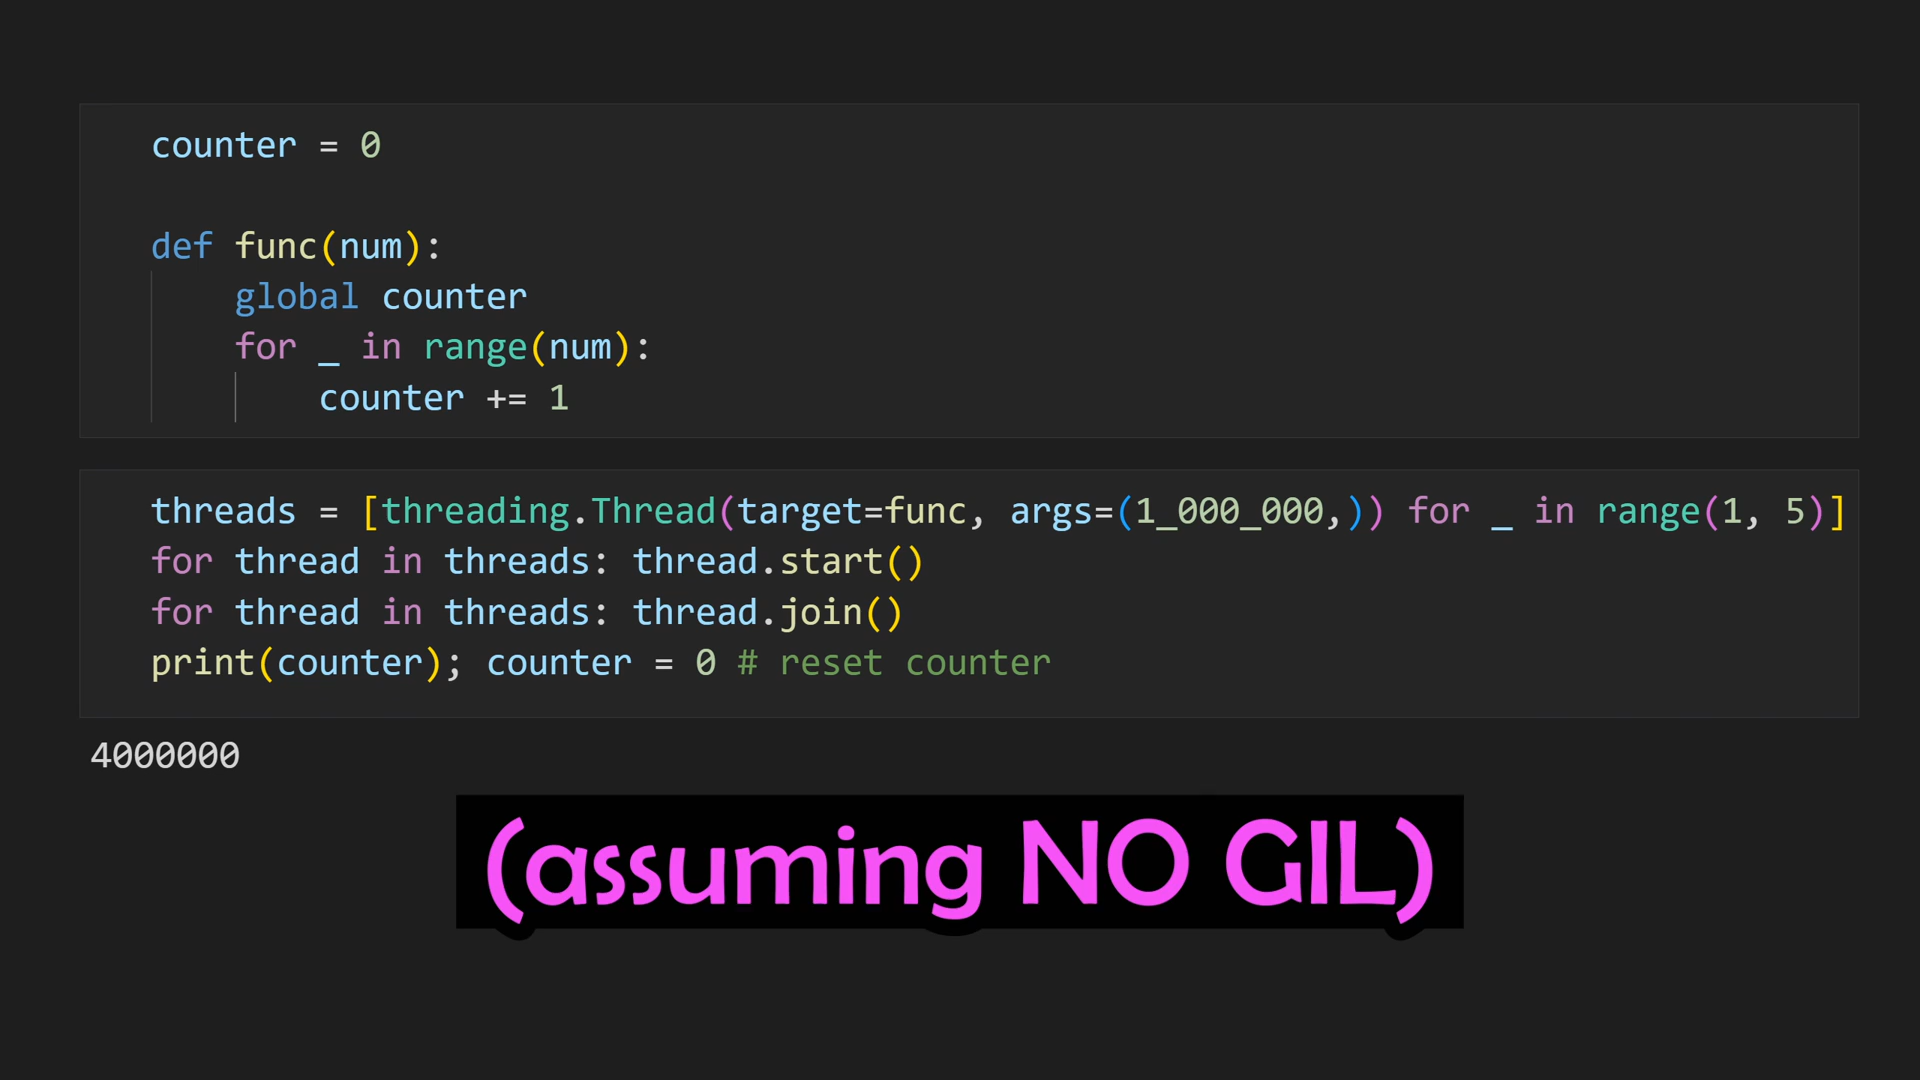 counter = 0
def func(num):
    global counter
    for _ in range(num):
        counter += 1
threads = [threading.Thread(target=func, args=(1_000_000,)) for _ in range(1, 5)]
for thread in threads: thread.start()
for thread in threads: thread.join()
print(counter); counter = 0 # reset counter
4000000
(assuming NO GIL)